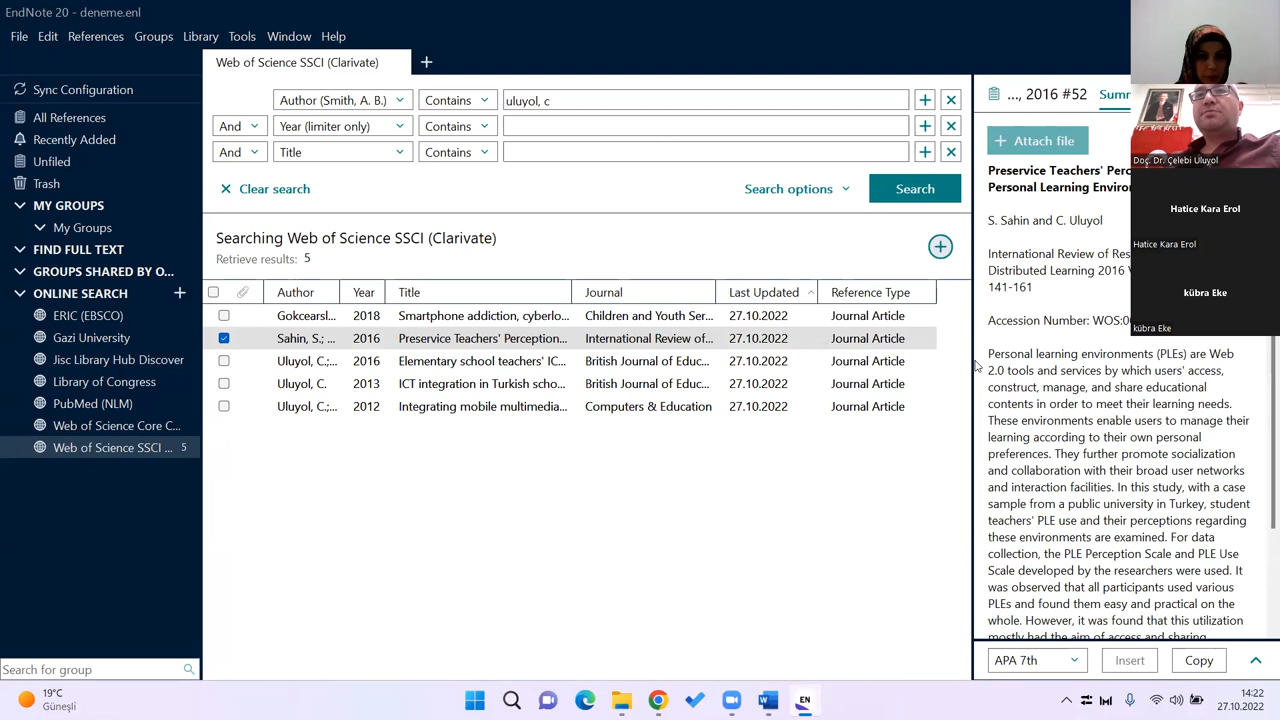 EndNote 20 - deneme.enl
File Edit References Groups Library Tools Window Help
Sync Configuration
All References
Recently Added
Unfiled
Trash
MY GROUPS
My Groups
FIND FULL TEXT
GROUPS SHARED BY O...
ONLINE SEARCH
ERIC (EBSCO)
Gazi University
Jisc Library Hub Discover
Library of Congress
PubMed (NLM)
Web of Science Core C...
Web of Science SSCI ... 5
Search for group
Web of Science SSCI (Clarivate)
Author (Smith, A. B.) Contains uluyol, c
And Year (limiter only) Contains
And Title Contains
Clear search Search options Search
Searching Web of Science SSCI (Clarivate)
Retrieve results: 5
Author Year Title Journal Last Updated Reference Type
Gokcearsl... 2018 Smartphone addiction, cyberlo... Children and Youth Ser... 27.10.2022 Journal Article
Sahin, S.; ... 2016 Preservice Teachers' Perception... International Review of... 27.10.2022 Journal Article
Uluyol, C.;... 2016 Elementary school teachers' IC... British Journal of Educ... 27.10.2022 Journal Article
Uluyol, C. 2013 ICT integration in Turkish scho... British Journal of Educ... 27.10.2022 Journal Article
Uluyol, C.;... 2012 Integrating mobile multimedia... Computers & Education 27.10.2022 Journal Article
..., 2016 #52 Summ
Attach file
Preservice Teachers' Perc
Personal Learning Environ
S. Sahin and C. Uluyol
International Review of Res
Distributed Learning 2016 V
141-161
Accession Number: WOS:00
Personal learning environments (PLEs) are Web
2.0 tools and services by which users' access,
construct, manage, and share educational
contents in order to meet their learning needs.
These environments enable users to manage their
learning according to their own personal
preferences. They further promote socialization
and collaboration with their broad user networks
and interaction facilities. In this study, with a case
sample from a public university in Turkey, student
teachers' PLE use and their perceptions regarding
these environments are examined. For data
collection, the PLE Perception Scale and PLE Use
Scale developed by the researchers were used. It
was observed that all participants used various
PLEs and found them easy and practical on the
whole. However, it was found that this utilization
mostly had the aim of access and sharing
APA 7th Insert Copy
Doç. Dr. Çelebi Uluyol
Hatice Kara Erol
Hatice Kara Erol
kübra Eke
kübra Eke
19°C
Güneşli
EN
14:22
27.10.2022